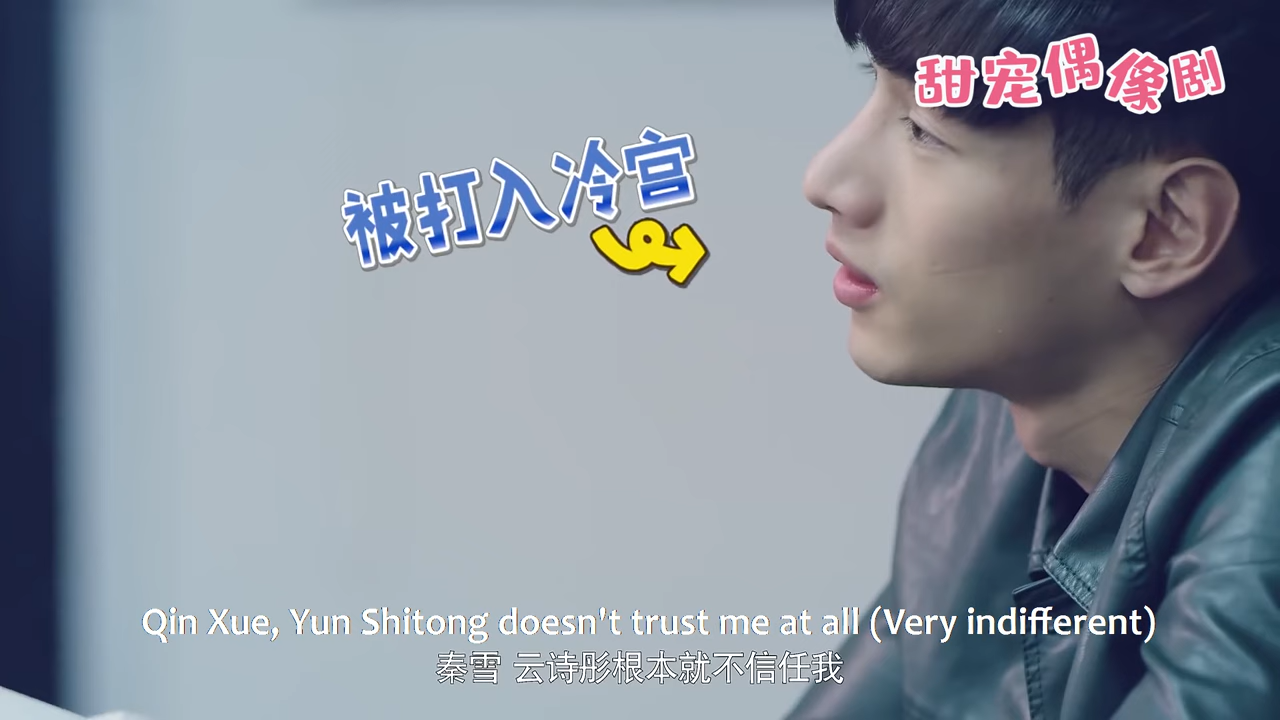 甜宠偶像剧
被打入冷宫
Qin Xue, Yun Shitong doesn't trust me at all (Very indifferent)
秦雪 云诗彤根本就不信任我